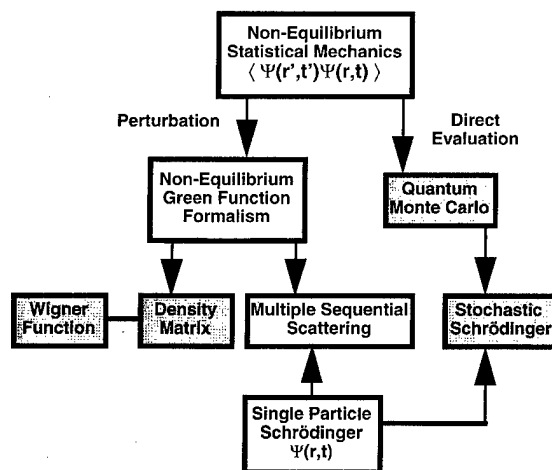 Non-Equilibrium
Statistical Mechanics
⟨ Ψ(r',t')Ψ(r,t) ⟩
Perturbation
Direct
Evaluation
Non-Equilibrium
Green Function
Formalism
Quantum
Monte Carlo
Wigner
Function
Density
Matrix
Multiple Sequential
Scattering
Stochastic
Schrödinger
Single Particle
Schrödinger
Ψ(r,t)